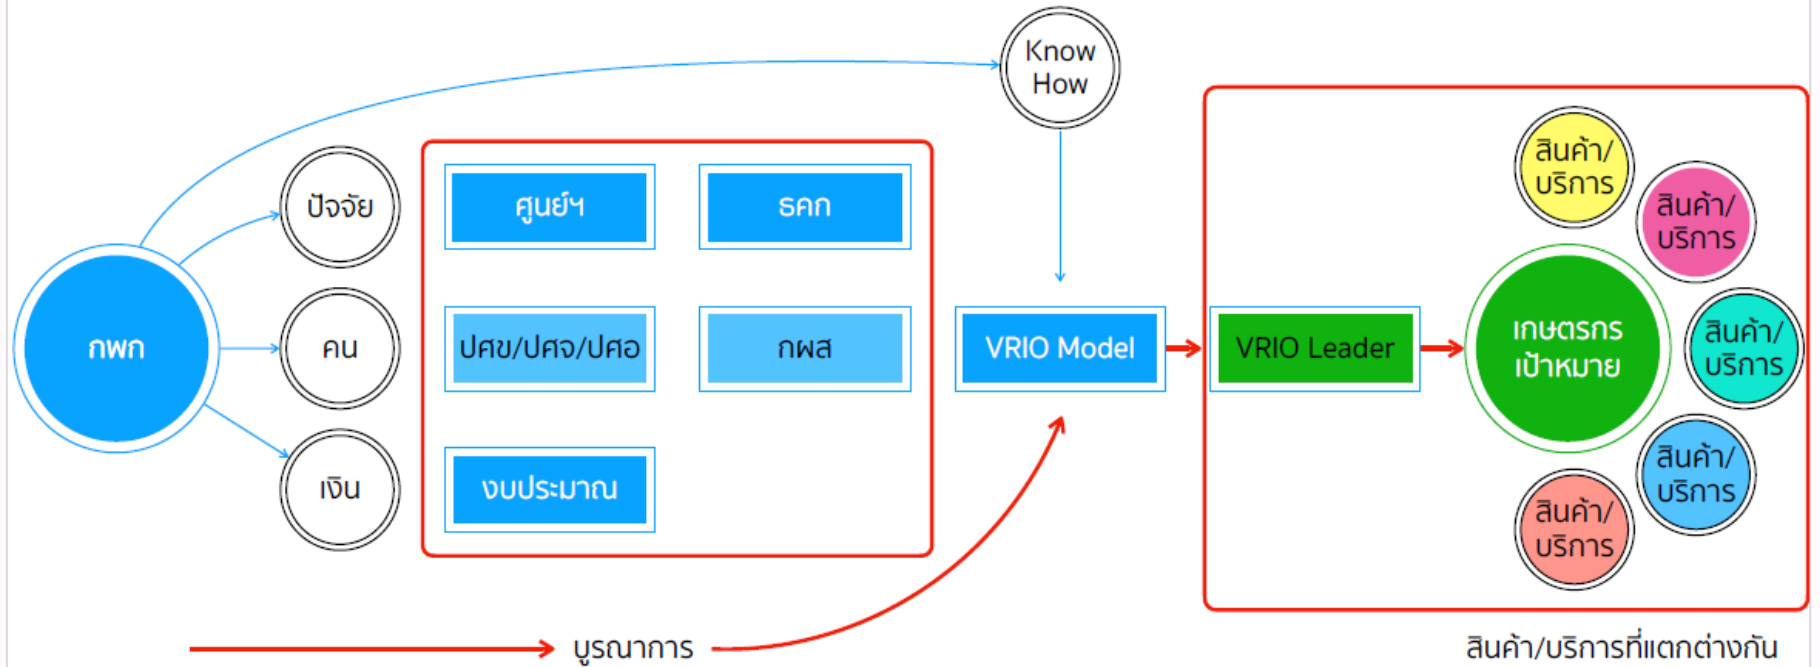 Know
How
กพก
ปัจจัย
คน
เงิน
ศูนย์ฯ
ธคก
ปศข/ปศจ/ปศอ
กผส
งบประมาณ
VRIO Model
VRIO Leader
เกษตรกร
เป้าหมาย
สินค้า/
บริการ
สินค้า/
บริการ
สินค้า/
บริการ
สินค้า/
บริการ
สินค้า/
บริการ
บูรณาการ
สินค้า/บริการที่แตกต่างกัน